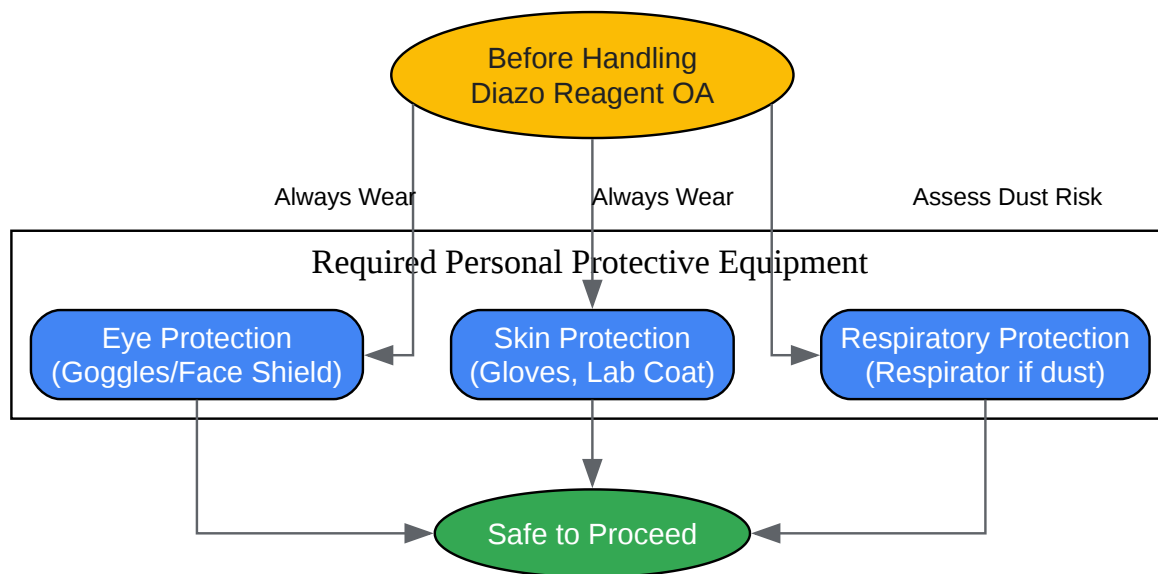 Before Handling
Diazo Reagent OA
Always Wear
Always Wear
Assess Dust Risk
Required Personal Protective Equipment
Eye Protection
(Goggles/Face Shield)
Skin Protection
(Gloves, Lab Coat)
Respiratory Protection
(Respirator if dust)
Safe to Proceed